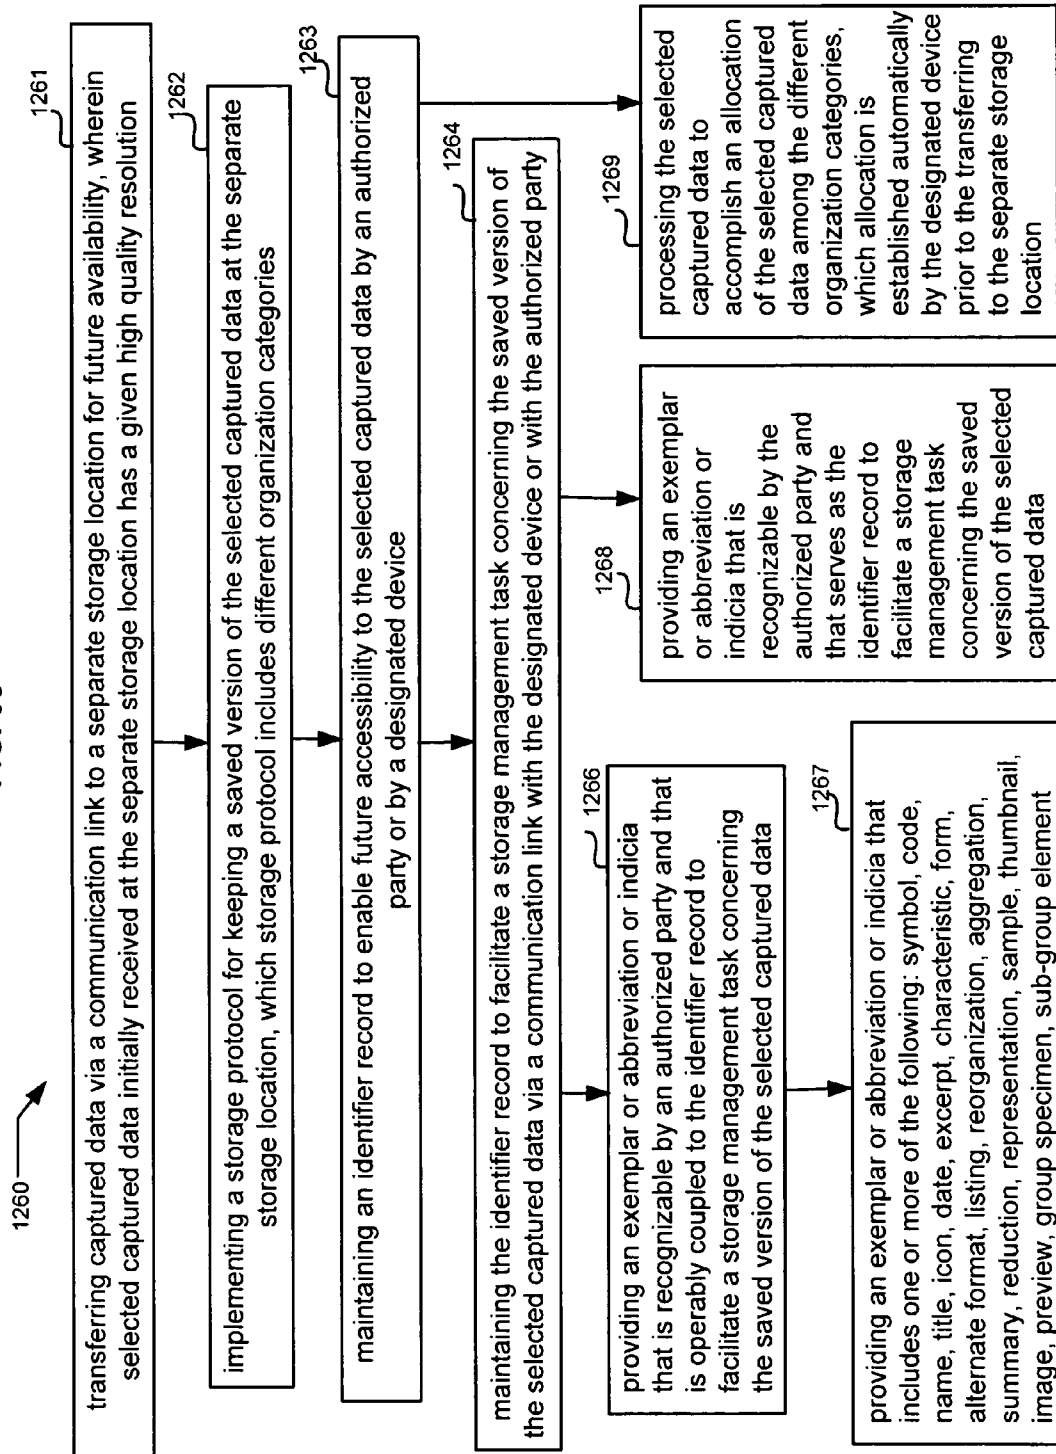 1260
1261
transferring captured data via a communication link to a separate storage location for future availability, wherein
selected captured data initially received at the separate storage location has a given high quality resolution
1262
implementing a storage protocol for keeping a saved version of the selected captured data at the separate
storage location, which storage protocol includes different organization categories
1263
maintaining an identifier record to enable future accessibility to the selected captured data by an authorized
party or by a designated device
1264
maintaining the identifier record to facilitate a storage management task concerning the saved version of
the selected captured data via a communication link with the designated device or with the authorized party
1266
providing an exemplar or abbreviation or indicia
that is recognizable by an authorized party and that
is operably coupled to the identifier record to
facilitate a storage management task concerning
the saved version of the selected captured data
1267
providing an exemplar or abbreviation or indicia that
includes one or more of the following: symbol, code,
name, title, icon, date, excerpt, characteristic, form,
alternate format, listing, reorganization, aggregation,
summary, reduction, representation, sample, thumbnail,
image, preview, group specimen, sub-group element
1268
providing an exemplar
or abbreviation or
indicia that is
recognizable by the
authorized party and
that serves as the
identifier record to
facilitate a storage
management task
concerning the saved
version of the selected
captured data
1269
processing the selected
captured data to
accomplish an allocation
of the selected captured
data among the different
organization categories,
which allocation is
established automatically
by the designated device
prior to the transferring
to the separate storage
location